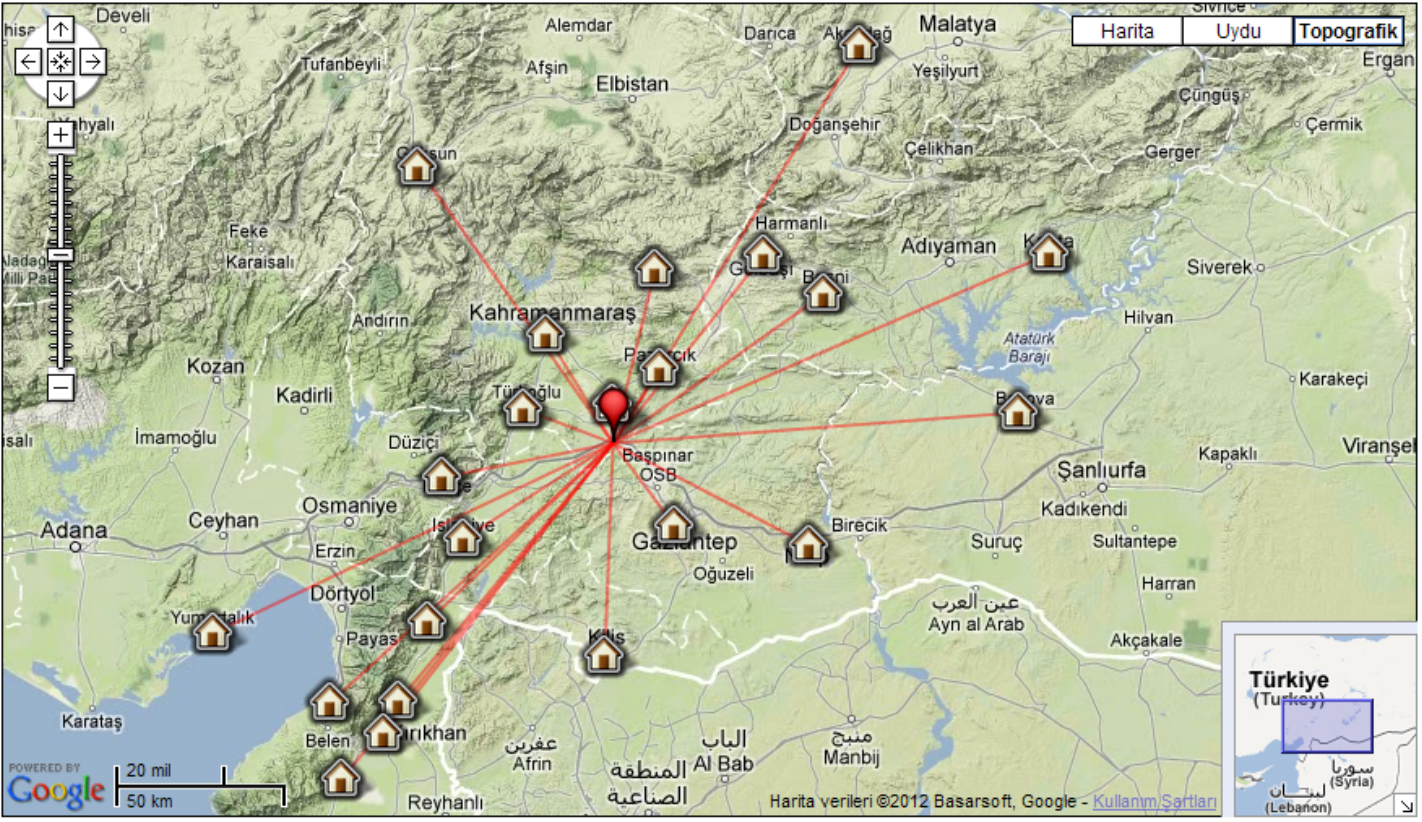 Develi
Alemdar
Darıca
Malatya
Harita
Uydu
Topografik
Tufanbeyli
Afşin
Elbistan
Yeşilyurt
Ergan
Çüngüş
Doğanşehir
Çermik
Çelikhan
Gerger
Feke
Karaisalı
Harmanlı
Adıyaman
Siverek
Kahramanmaraş
Andırın
Hilvan
Atatürk
Barajı
Kozan
Kadirli
Karakeçi
İmamoğlu
Düziçi
Başpınar
OSB
Viranşel
Kapaklı
Şanlıurfa
Kadıkendi
Osmaniye
Ceyhan
Adana
Erzin
Birecik
Gaziantep
Suruç
Sultantepe
Oğuzeli
Harran
Dörtyol
عين العرب
Ayn al Arab
Payas
Akçakale
Kilis
Türkiye
(Turkey)
Karataş
Belen
عفرين
Afrin
الباب
Al Bab
منبج
Manbij
المنطقة
الصناعية
سوريا
(Syria)
لبنان
(Lebanon)
POWERED BY
Google
20 mil
50 km
Reyhanlı
Harita verileri ©2012 Basarsoft, Google - Kullanım Şartları